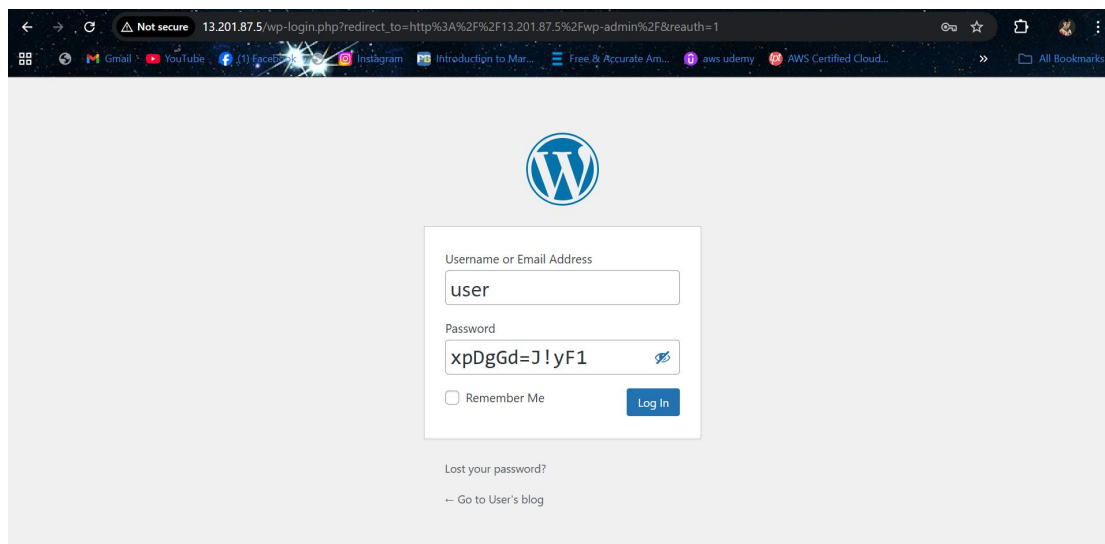 Not secure 13.201.87.5/wp-login.php?redirect_to=http%3A%2F%2F13.201.87.5%2Fwp-admin%2F&reauth=1
Gmail YouTube (1) Facebook Instagram Introduction to Mar... Free & Accurate Am... aws udemy AWS Certified Cloud... » All Bookmarks
Username or Email Address
user
Password
xpDgGd=J!yF1
Remember Me
Log In
Lost your password?
← Go to User's blog